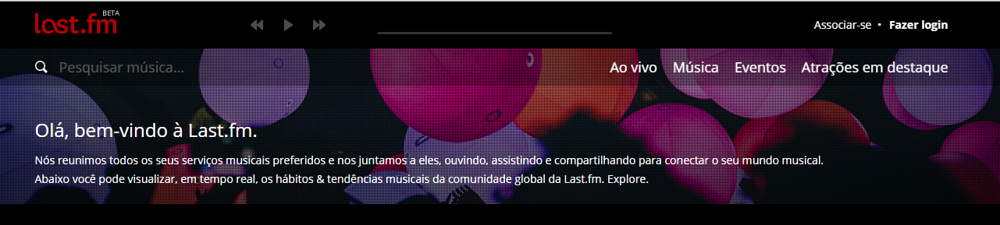 last.fm BETA
Associar-se • Fazer login
Pesquisar música...
Ao vivo Música Eventos Atrações em destaque
Olá, bem-vindo à Last.fm.
Nós reunimos todos os seus serviços musicais preferidos e nos juntamos a eles, ouvindo, assistindo e compartilhando para conectar o seu mundo musical.
Abaixo você pode visualizar, em tempo real, os hábitos & tendências musicais da comunidade global da Last.fm. Explore.